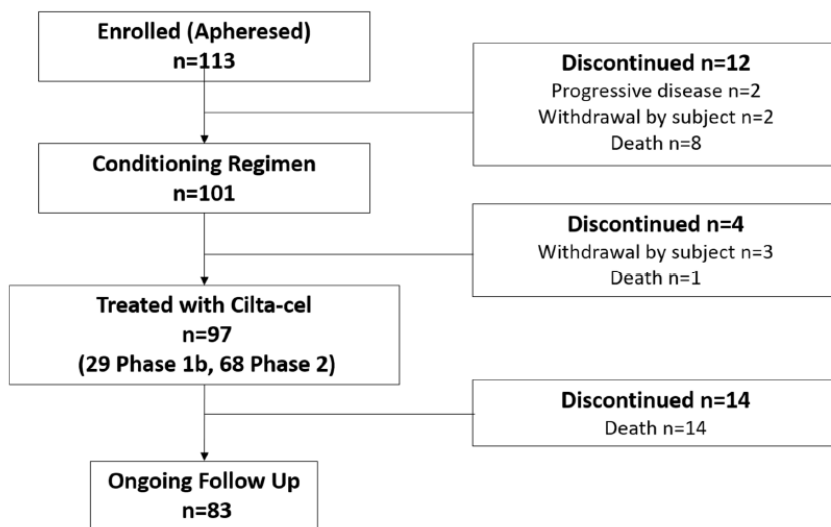 Enrolled (Apheresed)
n=113
Discontinued n=12
Progressive disease n=2
Withdrawal by subject n=2
Death n=8
Conditioning Regimen
n=101
Discontinued n=4
Withdrawal by subject n=3
Death n=1
Treated with Cilta-cel
n=97
(29 Phase 1b, 68 Phase 2)
Discontinued n=14
Death n=14
Ongoing Follow Up
n=83